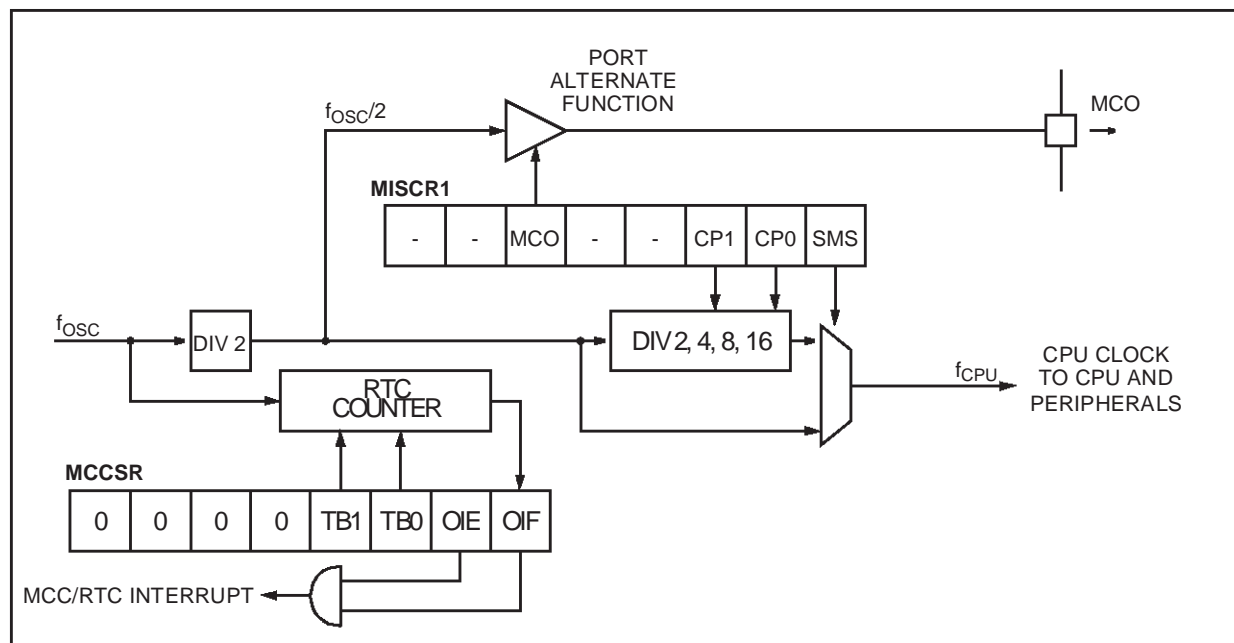 PORT
ALTERNATE
FUNCTION
fOSC/2
MCO
MISCR1
- - MCO - - CP1 CP0 SMS
fOSC
DIV 2
DIV 2, 4, 8, 16
RTC
COUNTER
fCPU
CPU CLOCK
TO CPU AND
PERIPHERALS
MCCSR
0 0 0 0 TB1 TB0 OIE OIF
MCC/RTC INTERRUPT